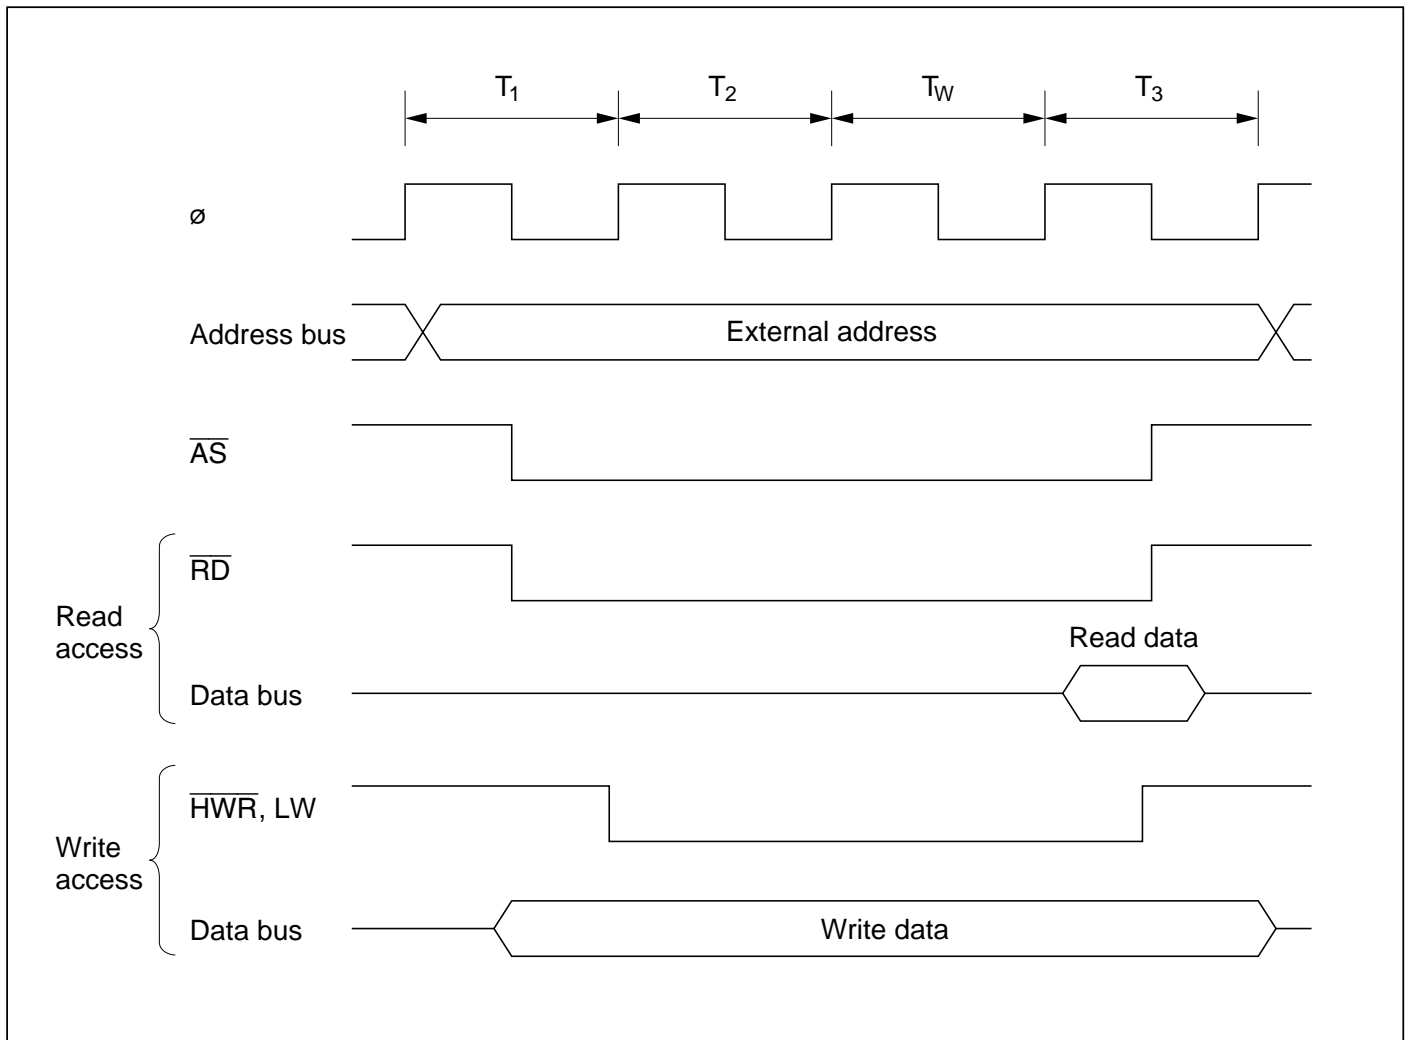 T1 T2 TW T3
ø
Address bus
External address
AS
RD
Read
access
Read data
Data bus
HWR, LW
Write
access
Data bus
Write data